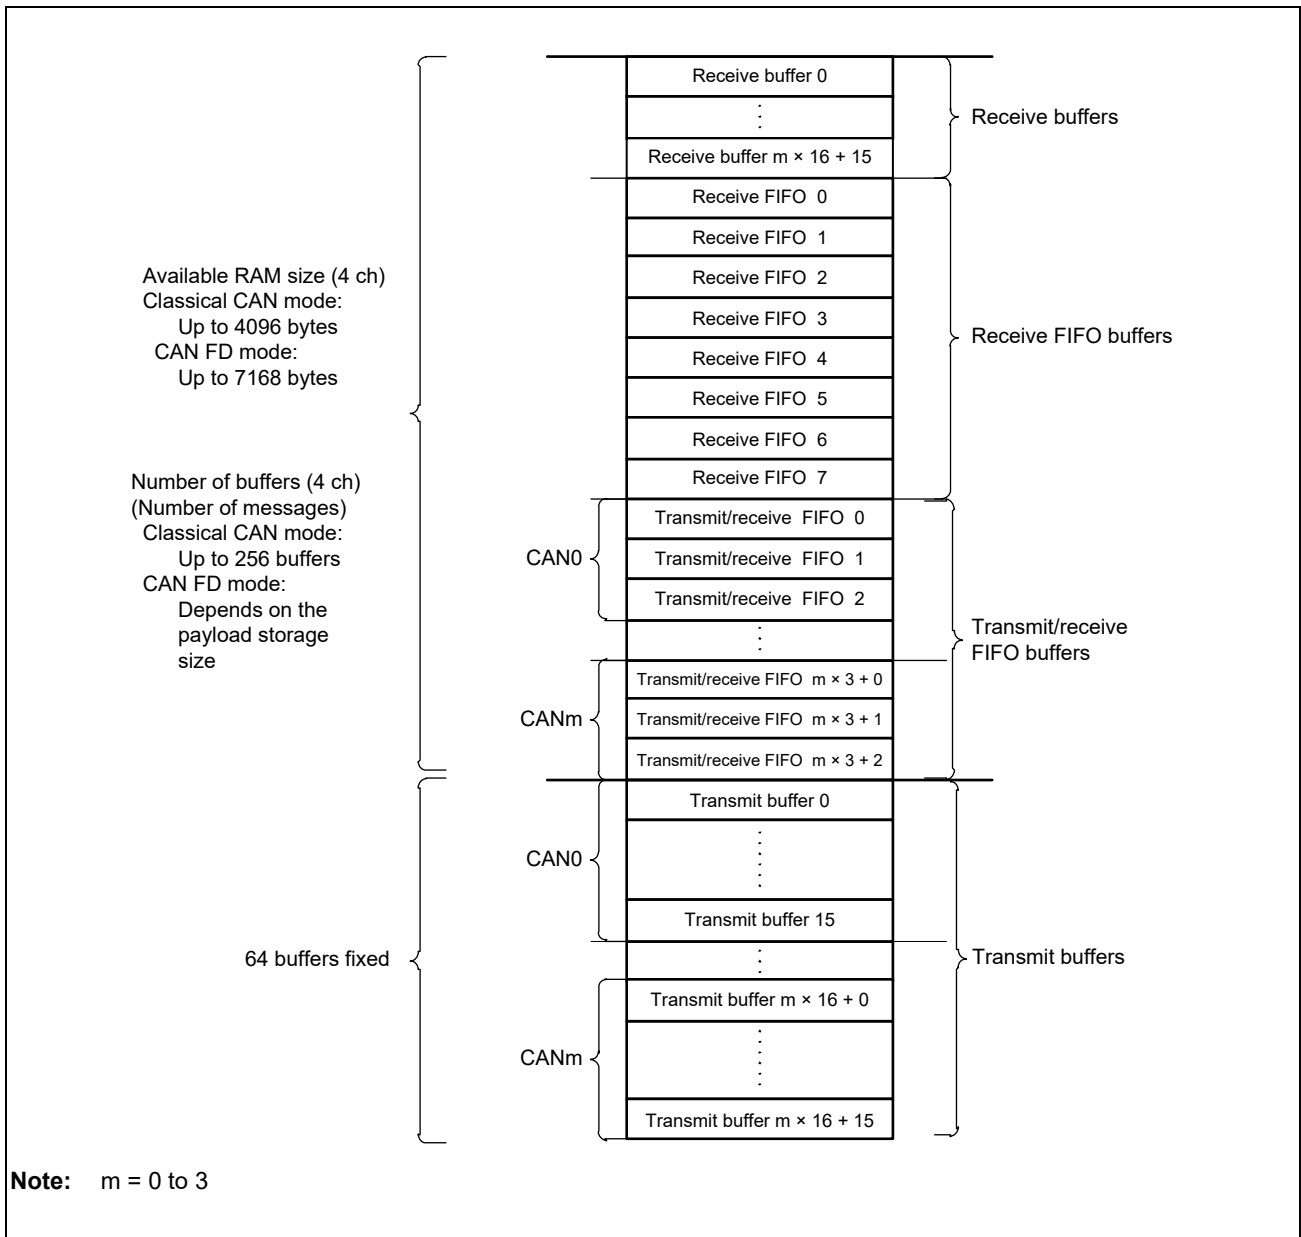 Receive buffer 0
Receive buffers
Receive buffer m × 16 + 15
Receive FIFO 0
Receive FIFO 1
Available RAM size (4 ch)
Classical CAN mode:
Up to 4096 bytes
CAN FD mode:
Up to 7168 bytes
Receive FIFO 2
Receive FIFO 3
Receive FIFO buffers
Receive FIFO 4
Receive FIFO 5
Receive FIFO 6
Receive FIFO 7
Number of buffers (4 ch)
(Number of messages)
Classical CAN mode:
Up to 256 buffers
CAN FD mode:
Depends on the
payload storage
size
CAN0
Transmit/receive FIFO 0
Transmit/receive FIFO 1
Transmit/receive FIFO 2
Transmit/receive
FIFO buffers
CANm
Transmit/receive FIFO m × 3 + 0
Transmit/receive FIFO m × 3 + 1
Transmit/receive FIFO m × 3 + 2
Transmit buffer 0
CAN0
Transmit buffer 15
64 buffers fixed
Transmit buffers
Transmit buffer m × 16 + 0
CANm
Transmit buffer m × 16 + 15
Note: m = 0 to 3